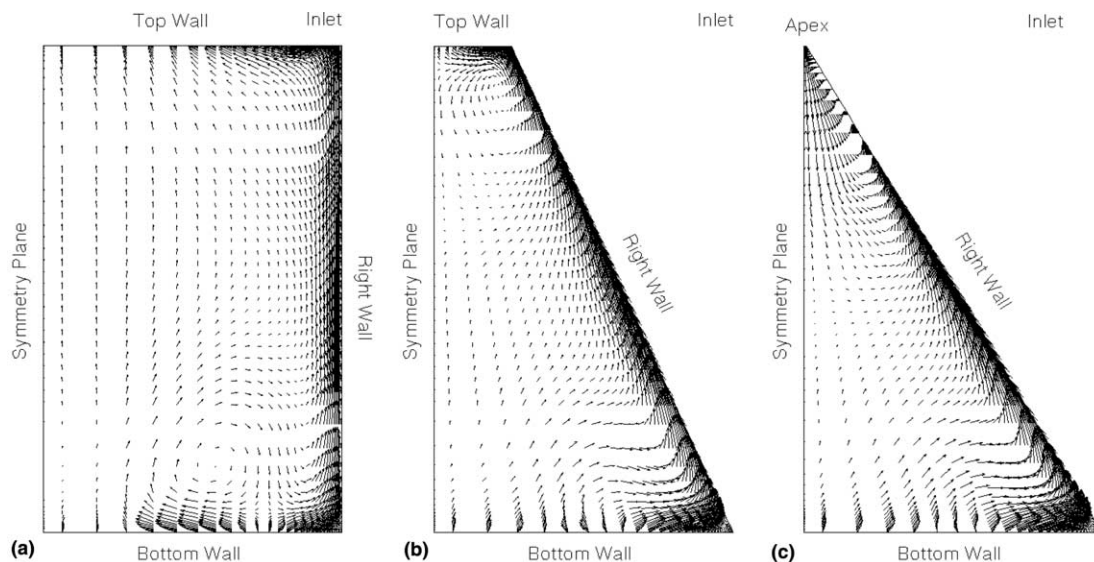 Top Wall
Inlet
Symmetry Plane
Right Wall
(a)
Bottom Wall
Top Wall
Inlet
Symmetry Plane
Right Wall
(b)
Bottom Wall
Apex
Inlet
Symmetry Plane
Right Wall
(c)
Bottom Wall